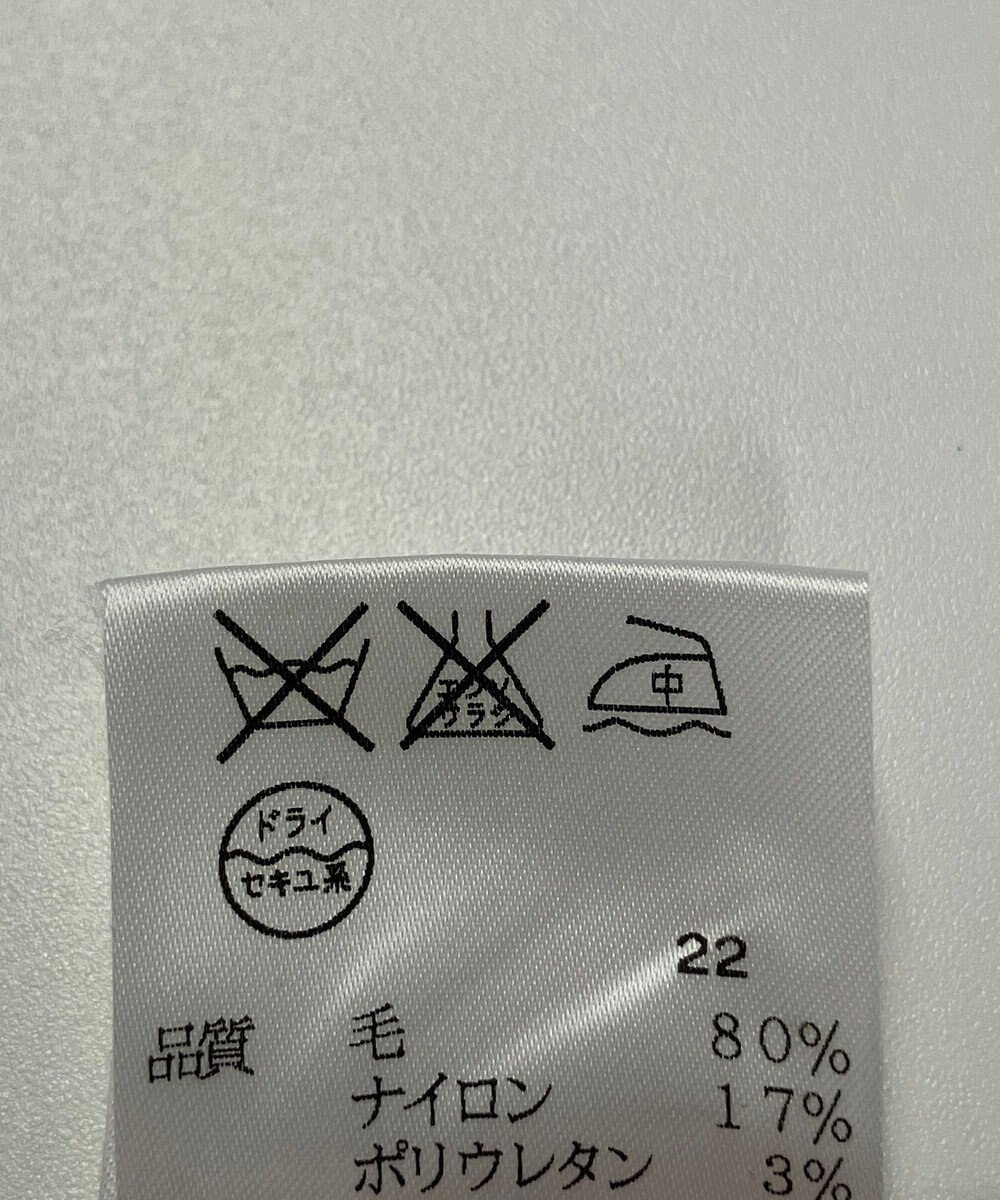 エンソ
サラシ
中
ドライ
セキユ系
22
品質 毛 80%
ナイロン 17%
ポリウレタン 3%